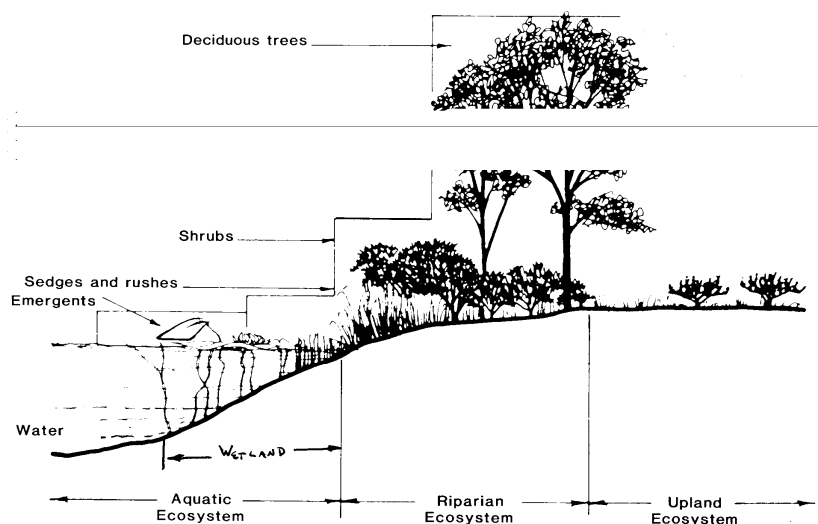 Deciduous trees
Shrubs
Sedges and rushes
Emergents
Water
WETLAND
Aquatic
Ecosystem
Riparian
Ecosystem
Upland
Ecosystem